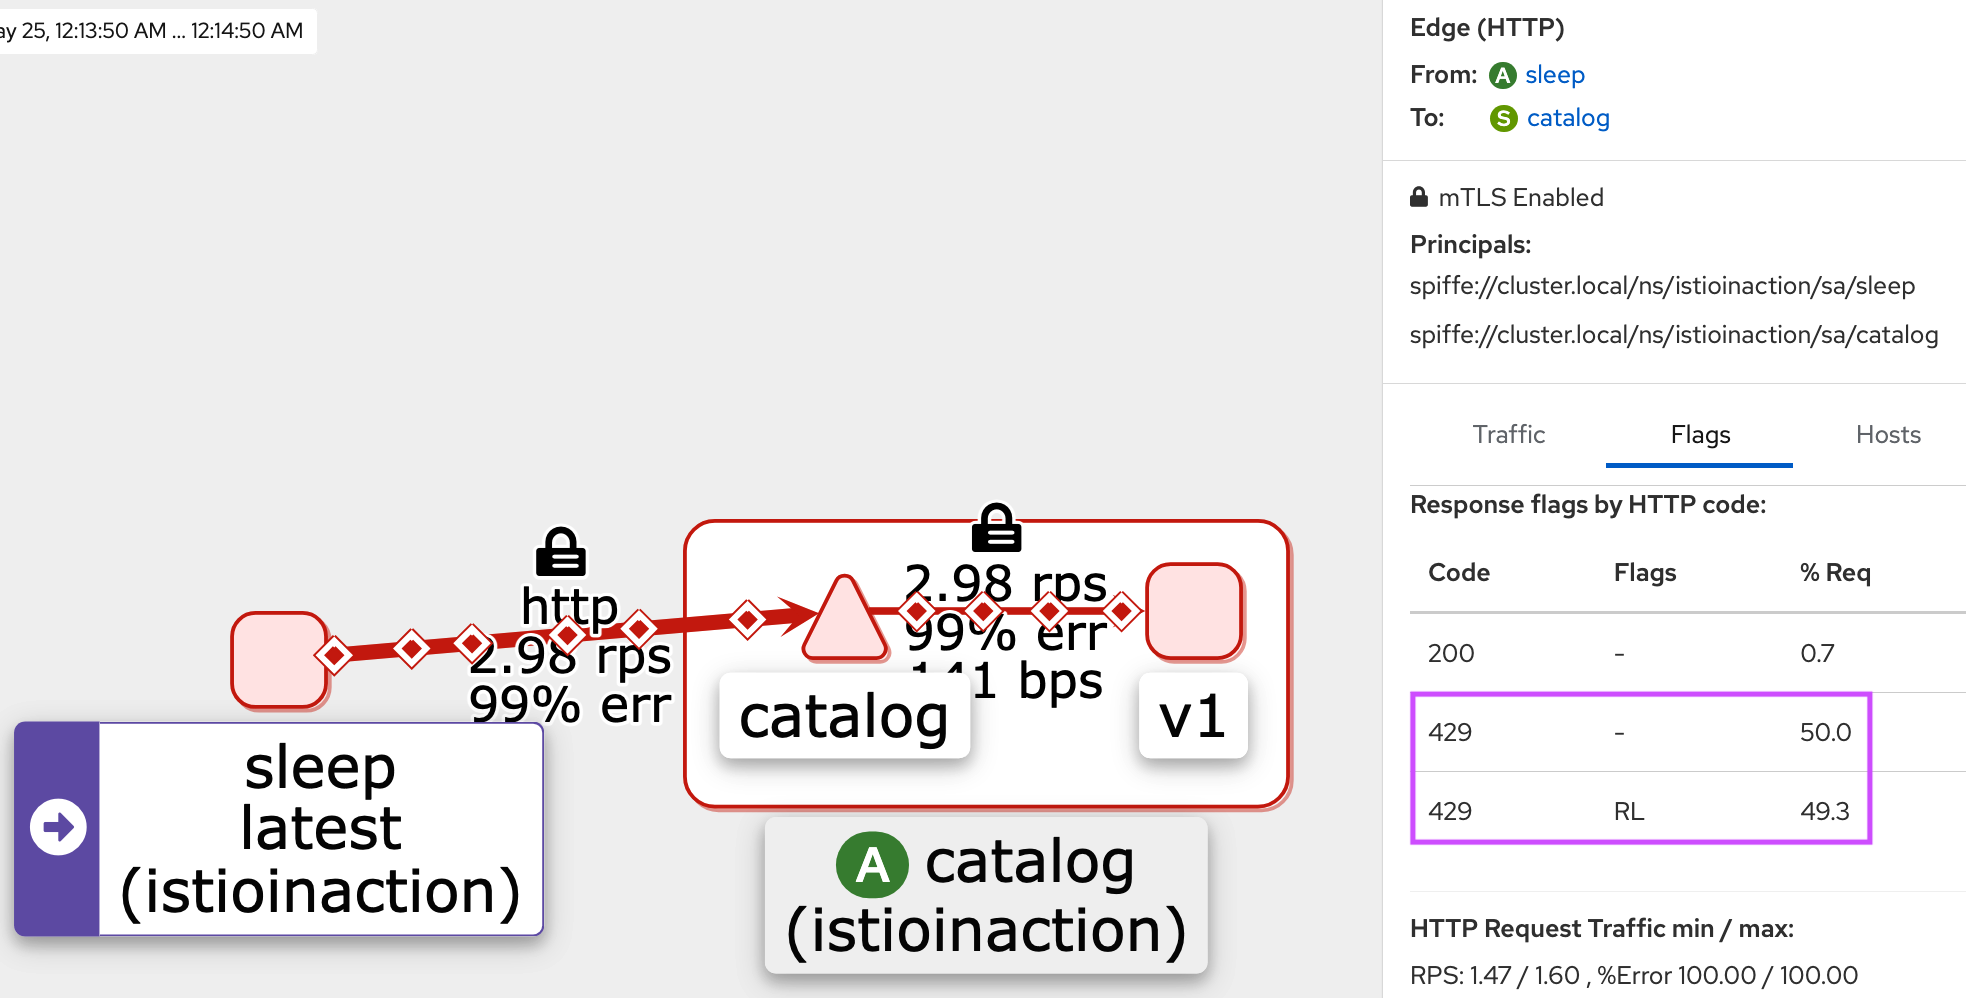 ay 25, 12:13:50 AM ... 12:14:50 AM
http
2.98 rps
99% err
2.98 rps
99% err
141 bps
catalog
v1
sleep
latest
(istioinaction)
A catalog
(istioinaction)
Edge (HTTP)
From: A sleep
To: S catalog
mTLS Enabled
Principals:
spiffe://cluster.local/ns/istioinaction/sa/sleep
spiffe://cluster.local/ns/istioinaction/sa/catalog
Traffic Flags Hosts
Response flags by HTTP code:
Code Flags % Req
200 - 0.7
429 - 50.0
429 RL 49.3
HTTP Request Traffic min / max:
RPS: 1.47 / 1.60 , %Error 100.00 / 100.00